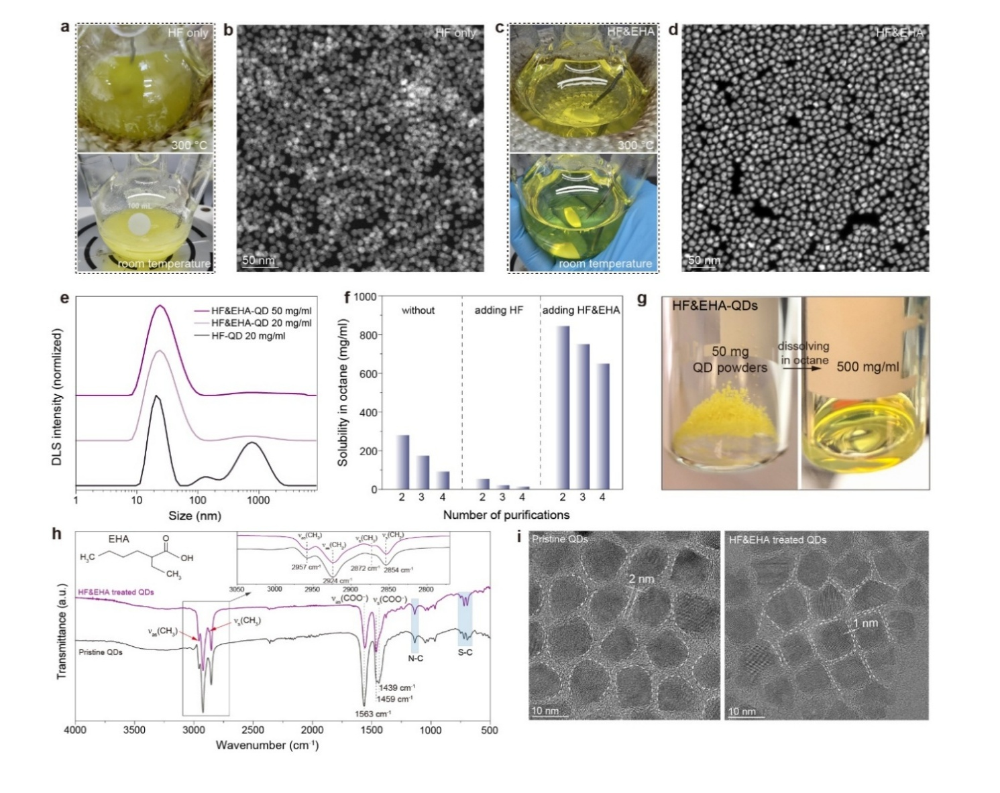 a
HF only
300 °C
100 mL
room temperature
b
HF only
50 nm
c
HF&EHA
300 °C
room temperature
d
HF&EHA
50 nm
e
HF&EHA-QD 50 mg/ml
HF&EHA-QD 20 mg/ml
HF-QD 20 mg/ml
DLS intensity (normlized)
1 10 100 1000
Size (nm)
f
1000
800
600
400
200
0
Solubility in octane (mg/ml)
without adding HF adding HF&EHA
2 3 4 2 3 4 2 3 4
Number of purifications
g
HF&EHA-QDs
50 mg
QD powders
dissolving
in octane
500 mg/ml
h
EHA
O
H₃C
OH
CH₃
νas(CH₃)
νas(CH₂)
νs(CH₃)
νs(CH₂)
2957 cm⁻¹
2924 cm⁻¹
2872 cm⁻¹
2854 cm⁻¹
3050 3000 2950 2900 2850 2800
HF&EHA treated QDs
νas(COO⁻) νs(COO⁻)
νas(CH₃)
νs(CH₃)
Pristine QDs
N-C
S-C
1439 cm⁻¹
1459 cm⁻¹
1563 cm⁻¹
Transmittance (a.u.)
4000 3500 3000 2500 2000 1500 1000 500
Wavenumber (cm⁻¹)
i
Pristine QDs
2 nm
10 nm
HF&EHA treated QDs
1 nm
10 nm